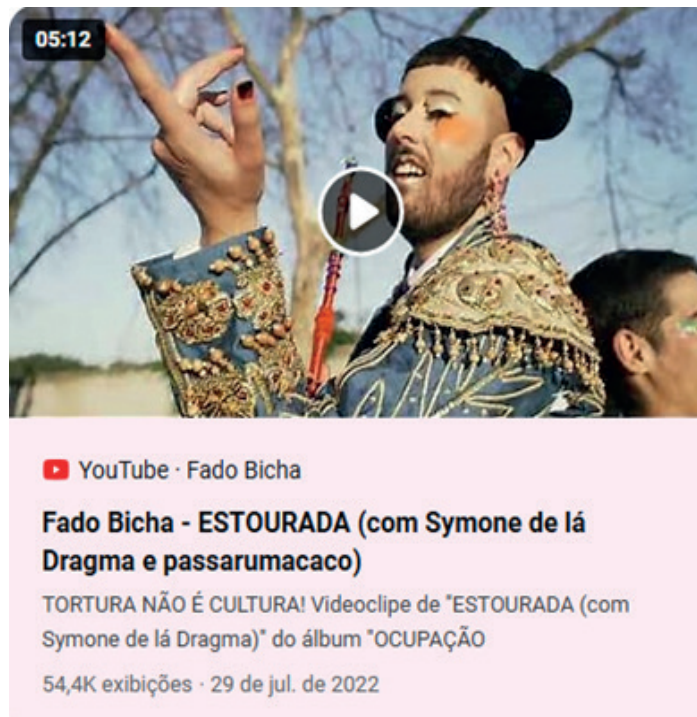 05:12
YouTube · Fado Bicha
Fado Bicha - ESTOURADA (com Symone de lá
Dragma e passarumacaco)
TORTURA NÃO É CULTURA! Videoclipe de "ESTOURADA (com
Symone de lá Dragma)" do álbum "OCUPAÇÃO
54,4K exibições · 29 de jul. de 2022